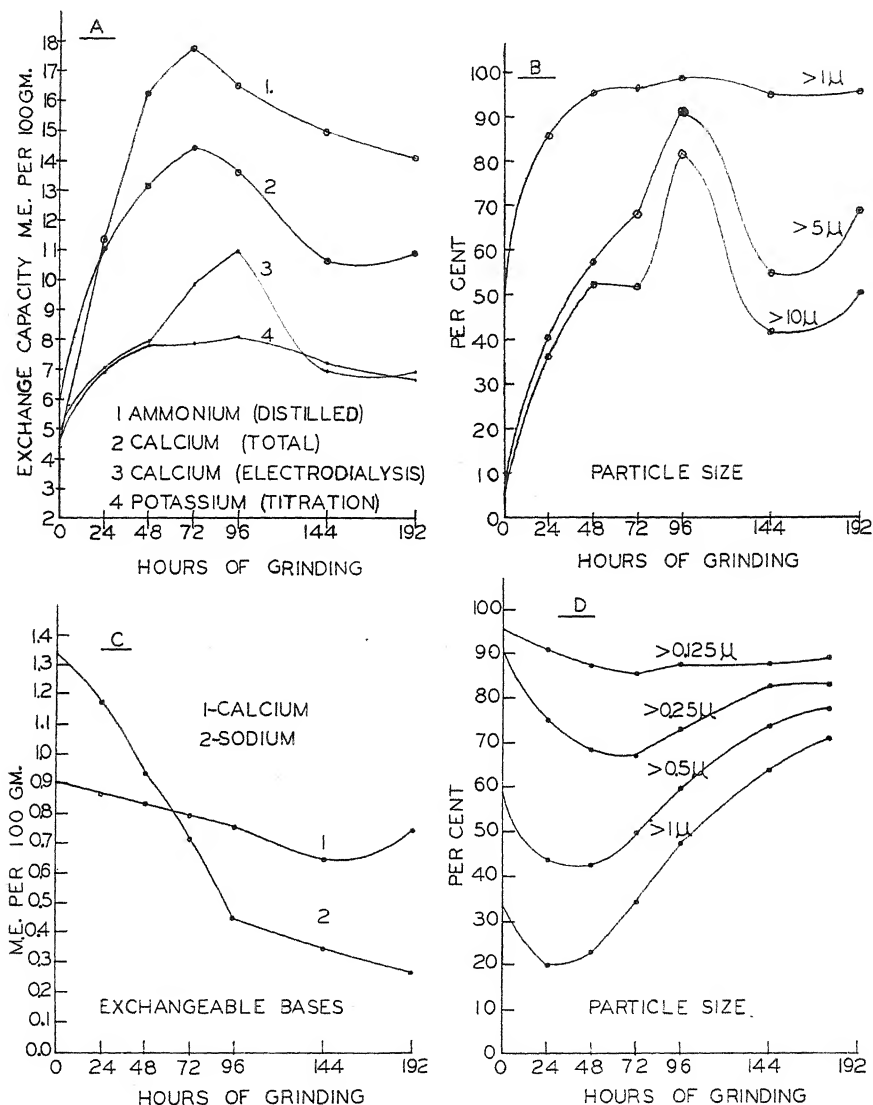 A
EXCHANGE CAPACITY M.E. PER 100GM.
18
17
16
15
14
13
12
11
10
9
8
7
6
5
4
3
2
1.
2
3
4
1 AMMONIUM (DISTILLED)
2 CALCIUM (TOTAL)
3 CALCIUM (ELECTRODIALYSIS)
4 POTASSIUM (TITRATION)
0 24 48 72 96 144 192
HOURS OF GRINDING
B
PER CENT
100
90
80
70
60
50
40
30
20
10
0
>1μ
>5μ
>10μ
PARTICLE SIZE
0 24 48 72 96 144 192
HOURS OF GRINDING
C
M.E. PER 100 GM.
1.4
1.3
1.2
1.1
1.0
0.9
0.8
0.7
0.6
0.5
0.4
0.3
0.2
0.1
0.0
1-CALCIUM
2-SODIUM
1
2
EXCHANGEABLE BASES
0 24 48 72 96 144 192
HOURS OF GRINDING
D
PER CENT
100
90
80
70
60
50
40
30
20
10
0
>0.125μ
>0.25μ
>0.5μ
>1μ
PARTICLE SIZE.
0 24 48 72 96 144 192
HOURS OF GRINDING